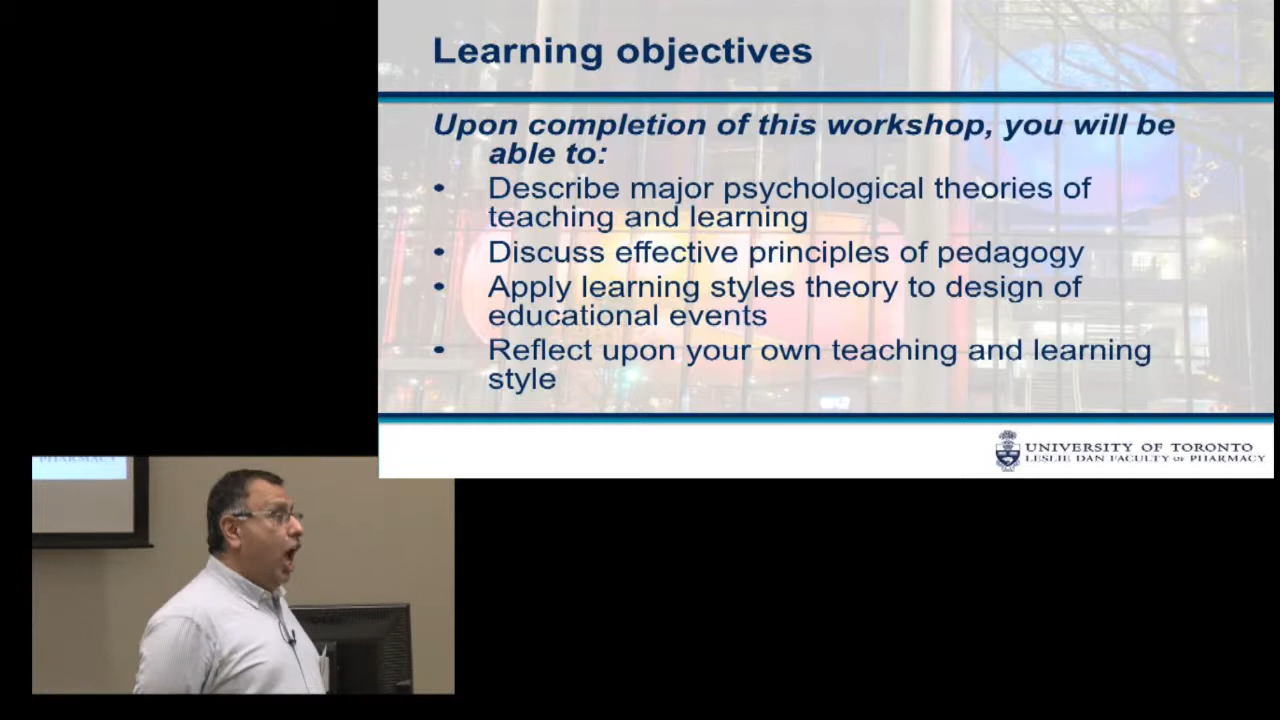 Learning objectives
Upon completion of this workshop, you will be
able to:
• Describe major psychological theories of
teaching and learning
• Discuss effective principles of pedagogy
• Apply learning styles theory to design of
educational events
• Reflect upon your own teaching and learning
style
UNIVERSITY OF TORONTO
LESLIE DAN FACULTY OF PHARMACY
PHARMACY